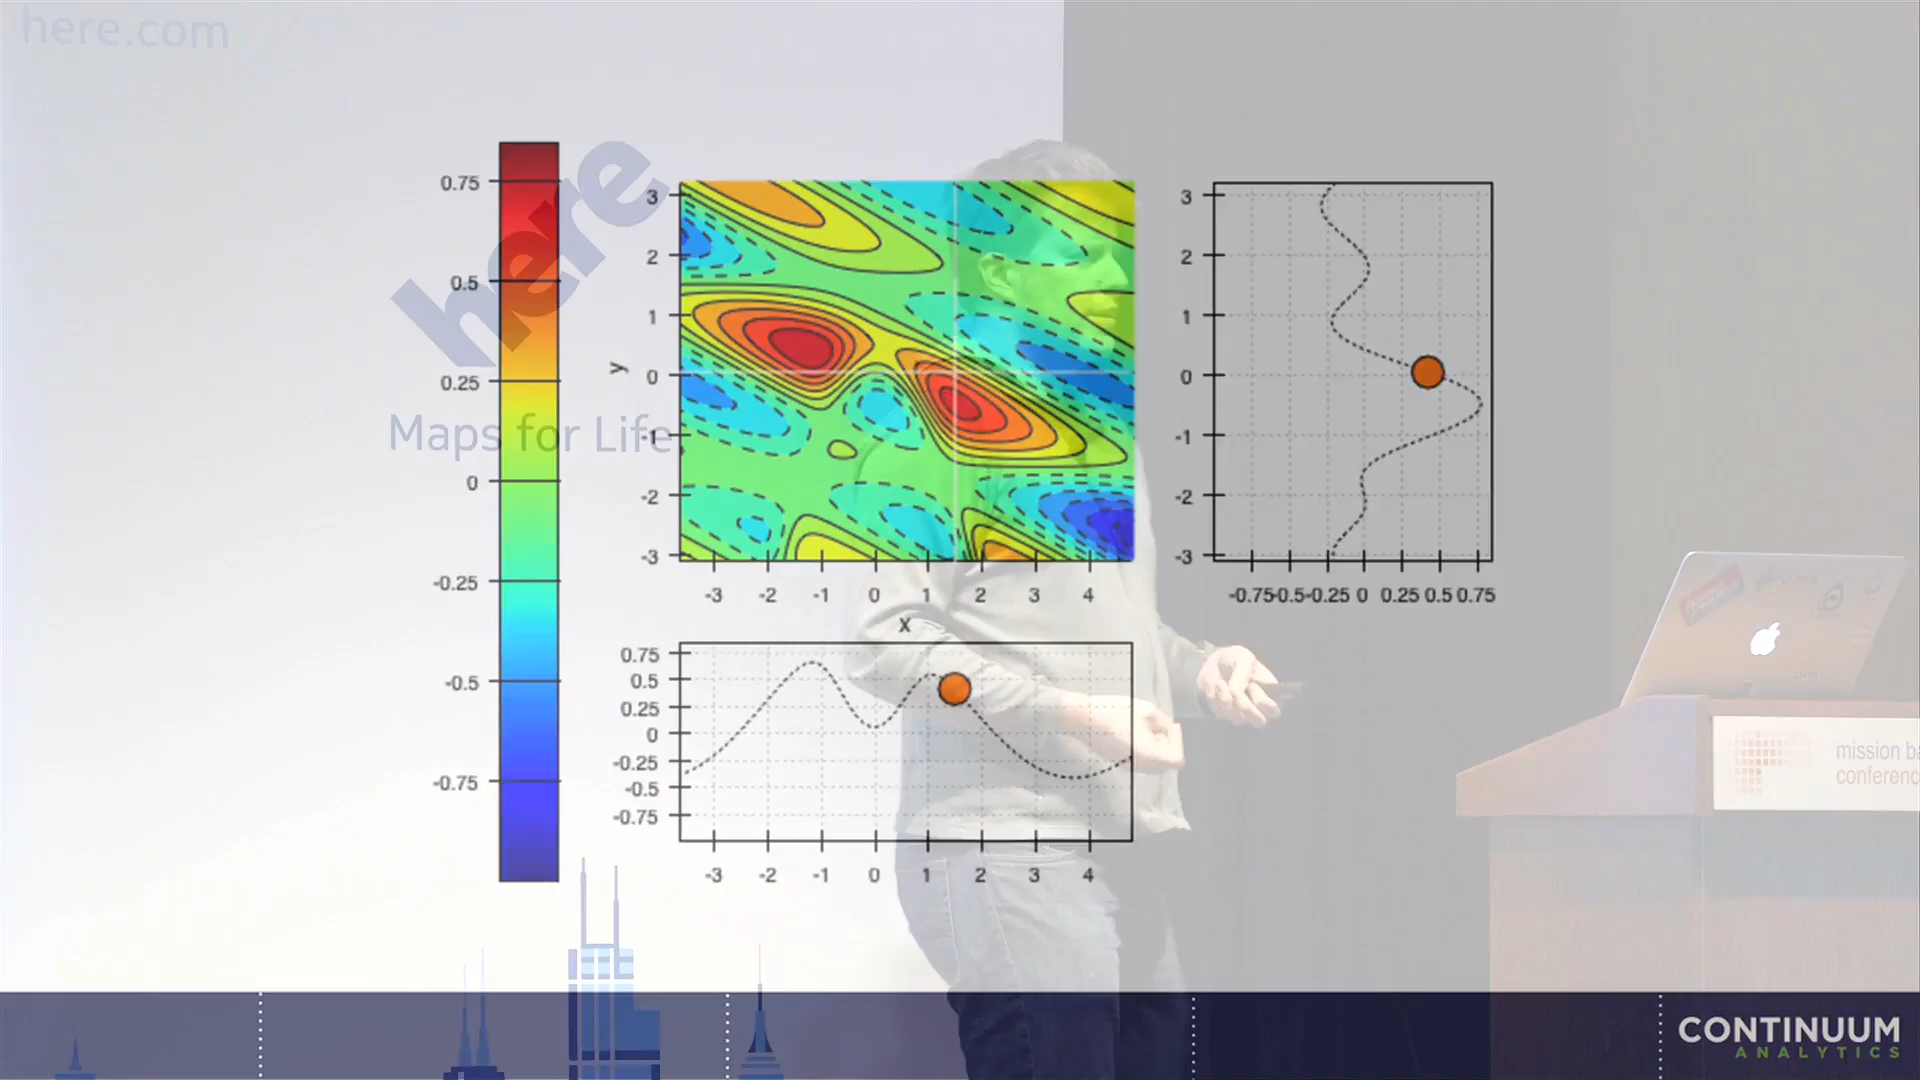 here.com
here
Maps for Life
0.75
0.5
0.25
0
-0.25
-0.5
-0.75
3
2
1
0
-1
-2
-3
y
-3 -2 -1 0 1 2 3 4
x
3
2
1
0
-1
-2
-3
-0.75 -0.5 -0.25 0 0.25 0.5 0.75
0.75
0.5
0.25
0
-0.25
-0.5
-0.75
-3 -2 -1 0 1 2 3 4
mission ba
conferenc
CONTINUUM
ANALYTICS